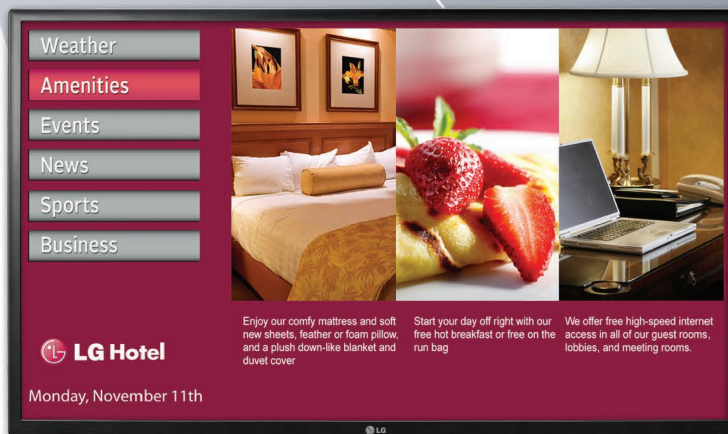 Weather
Amenities
Events
News
Sports
Business
Enjoy our comfy mattress and soft
new sheets, feather or foam pillow,
and a plush down-like blanket and
duvet cover
Start your day off right with our
free hot breakfast or free on the
run bag
We offer free high-speed internet
access in all of our guest rooms,
lobbies, and meeting rooms.
LG Hotel
Monday, November 11th
LG